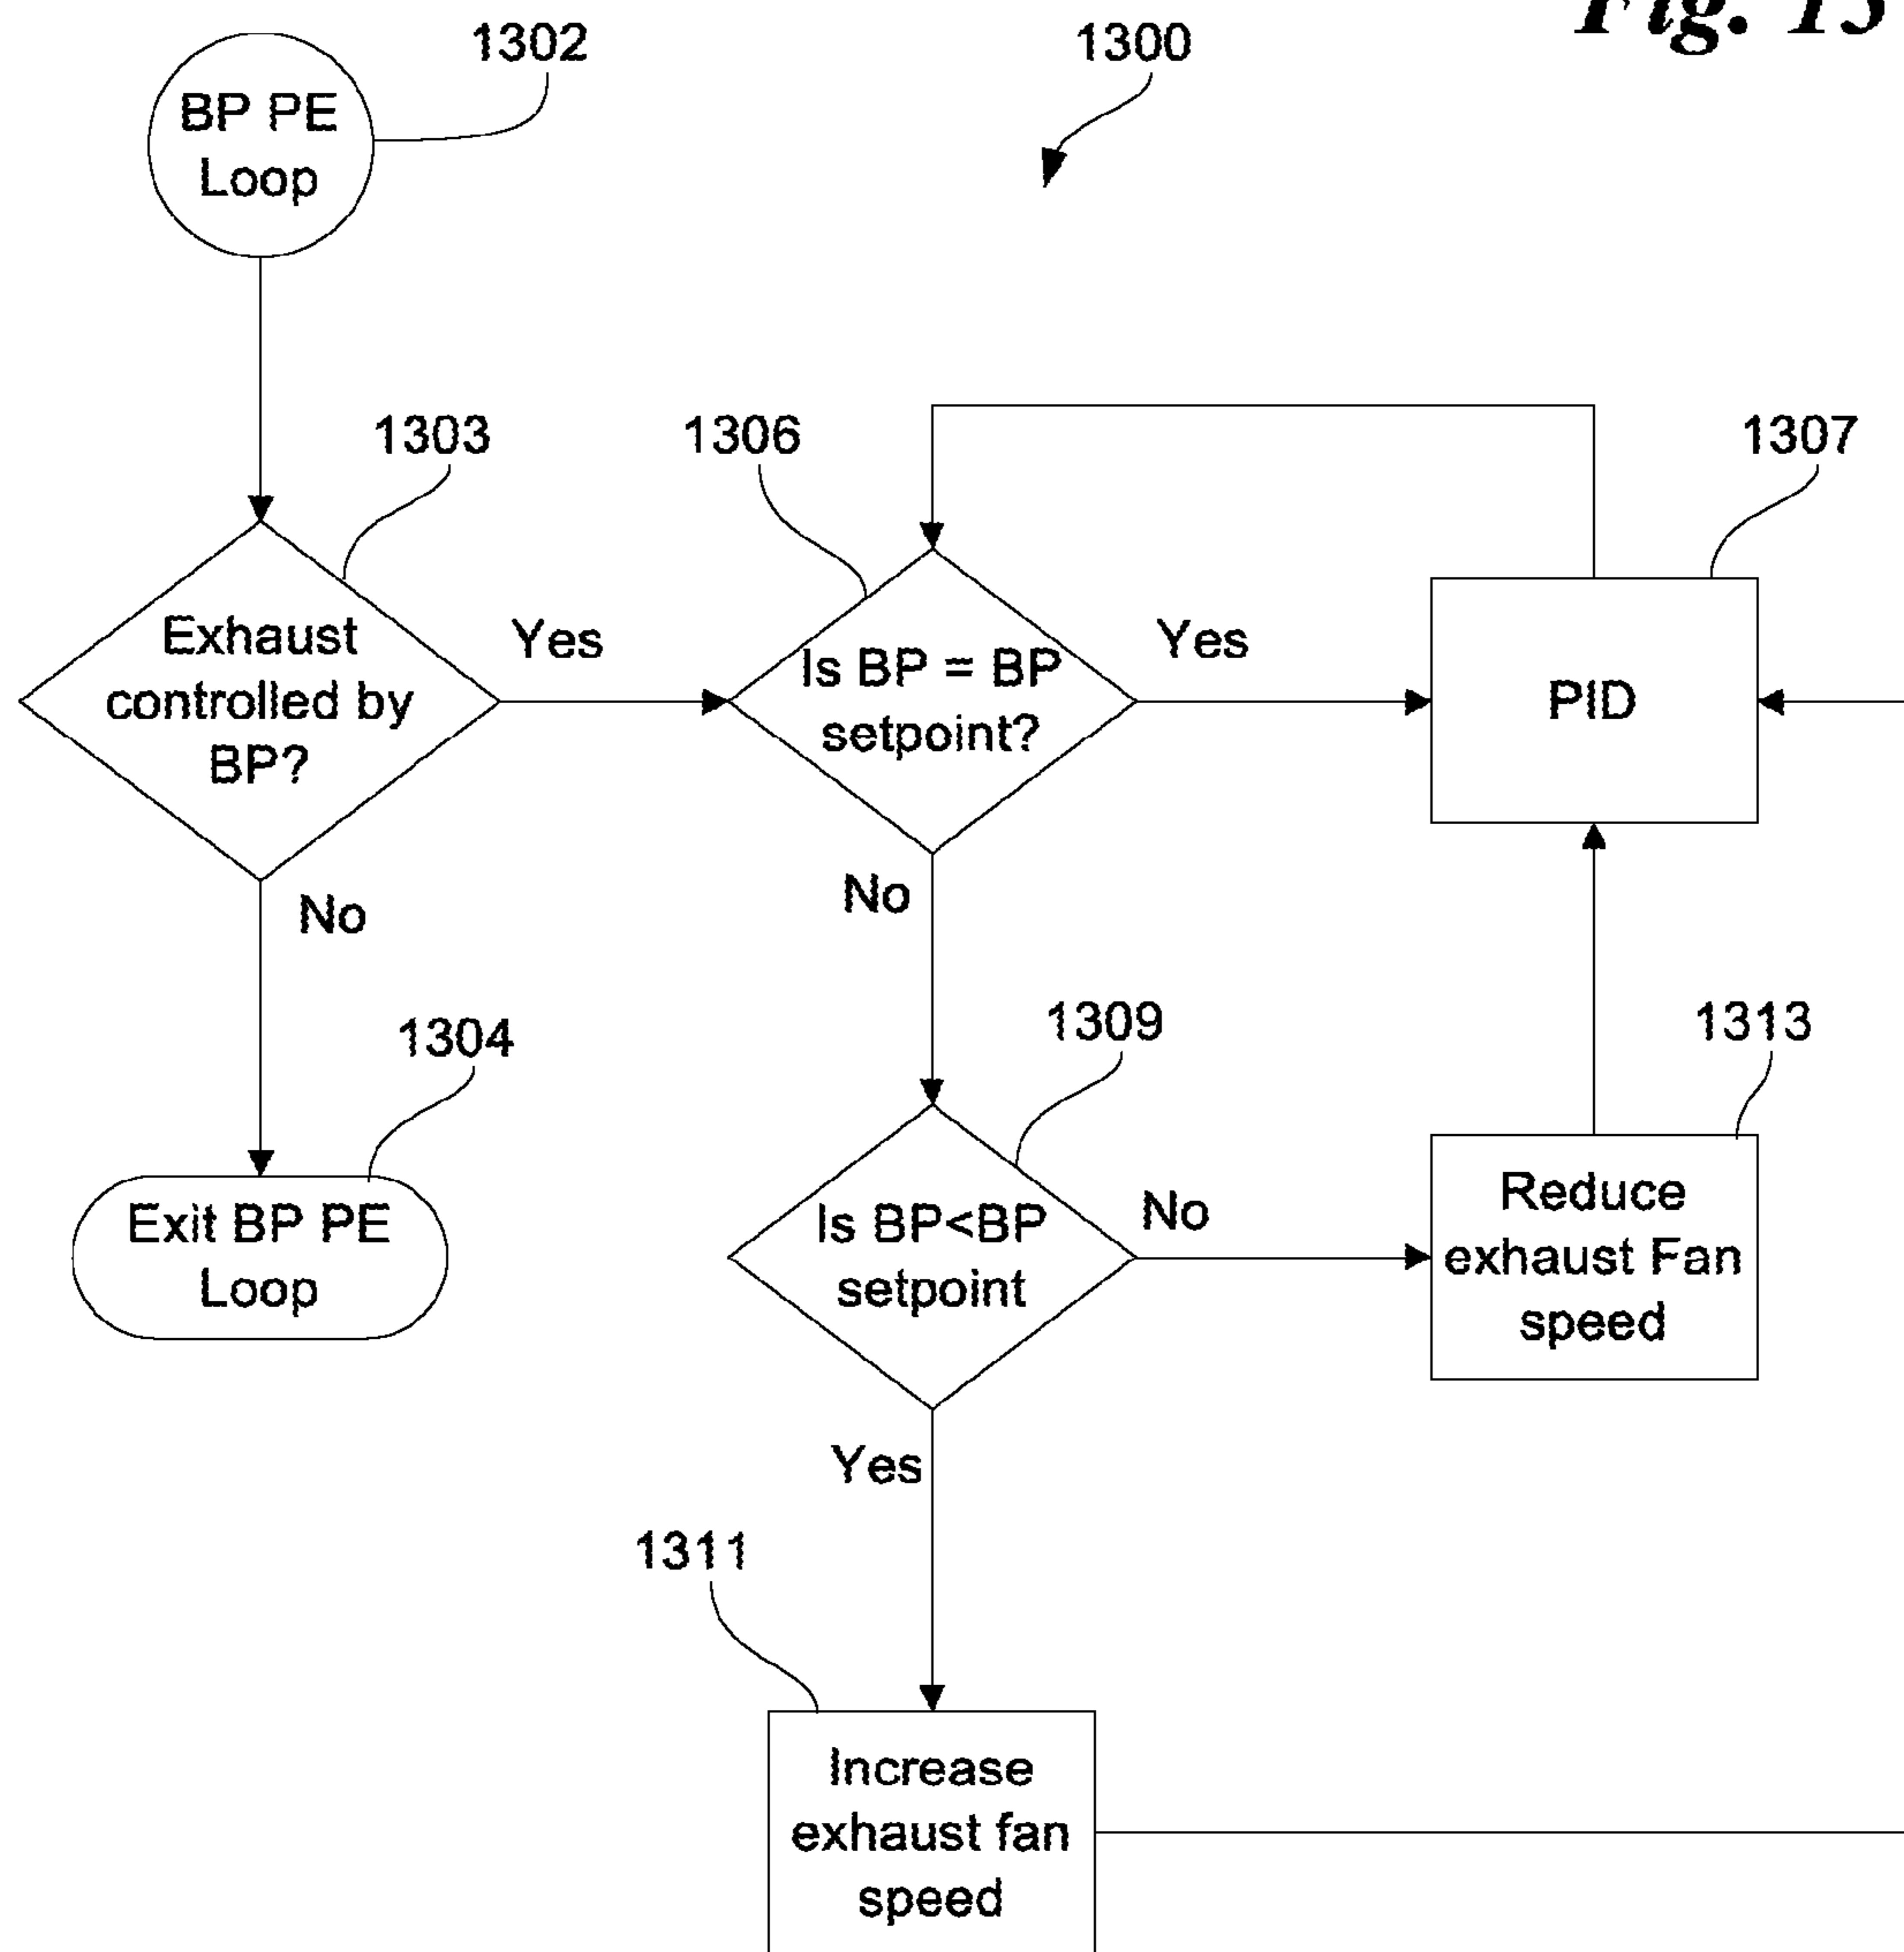 Fig. 13
1302
1300
BP PE
Loop
1303
1306
1307
Exhaust
controlled by
BP?
Yes
Is BP = BP
setpoint?
Yes
PID
No
No
1304
1309
1313
Exit BP PE
Loop
Is BP<BP
setpoint
No
Reduce
exhaust Fan
speed
Yes
1311
Increase
exhaust fan
speed